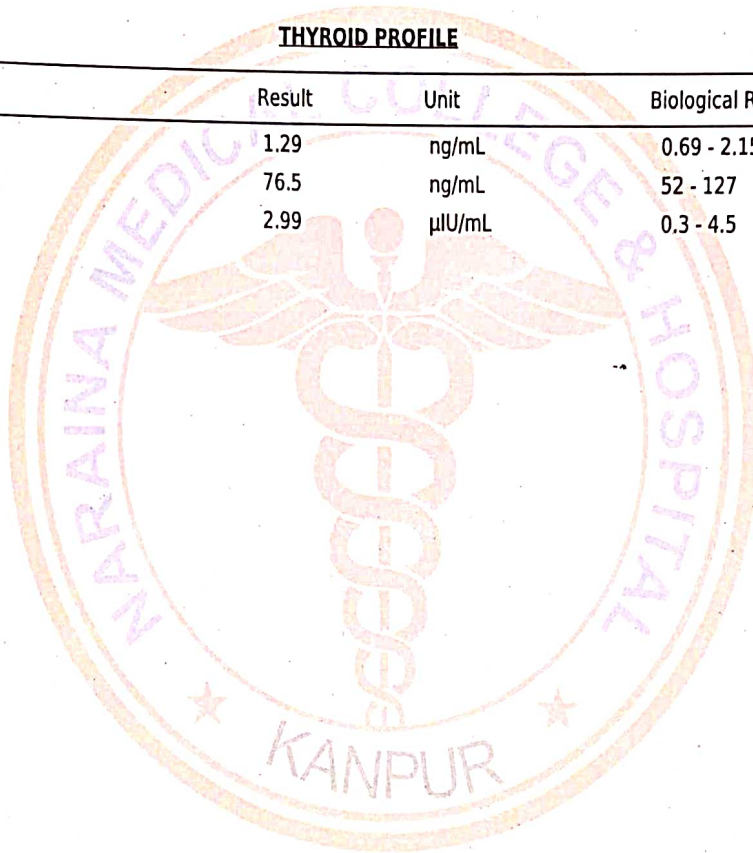 THYROID PROFILE
Result Unit Biological R
1.29 ng/mL 0.69 - 2.15
76.5 ng/mL 52 - 127
2.99 µIU/mL 0.3 - 4.5
NARAINA MEDICAL COLLEGE & HOSPITAL
KANPUR